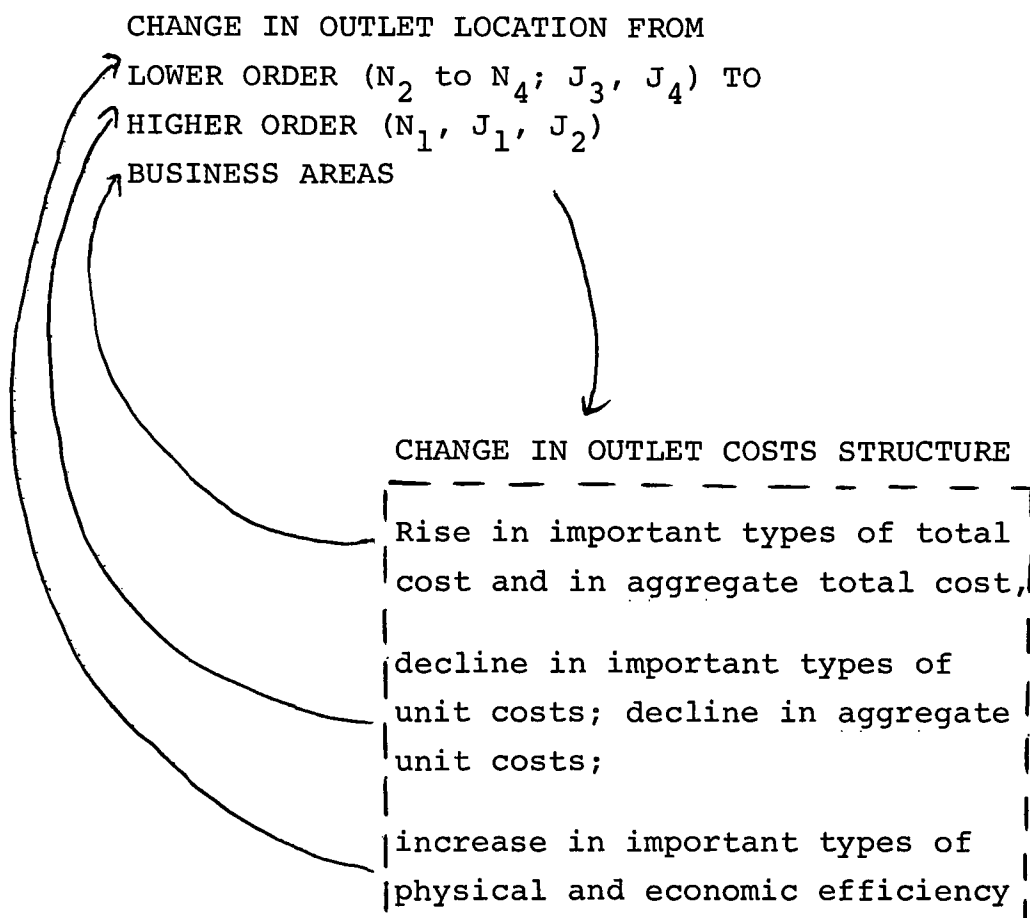 CHANGE IN OUTLET LOCATION FROM
LOWER ORDER (N₂ to N₄; J₃, J₄) TO
HIGHER ORDER (N₁, J₁, J₂)
BUSINESS AREAS
CHANGE IN OUTLET COSTS STRUCTURE
Rise in important types of total
cost and in aggregate total cost,
decline in important types of
unit costs; decline in aggregate
unit costs;
increase in important types of
physical and economic efficiency